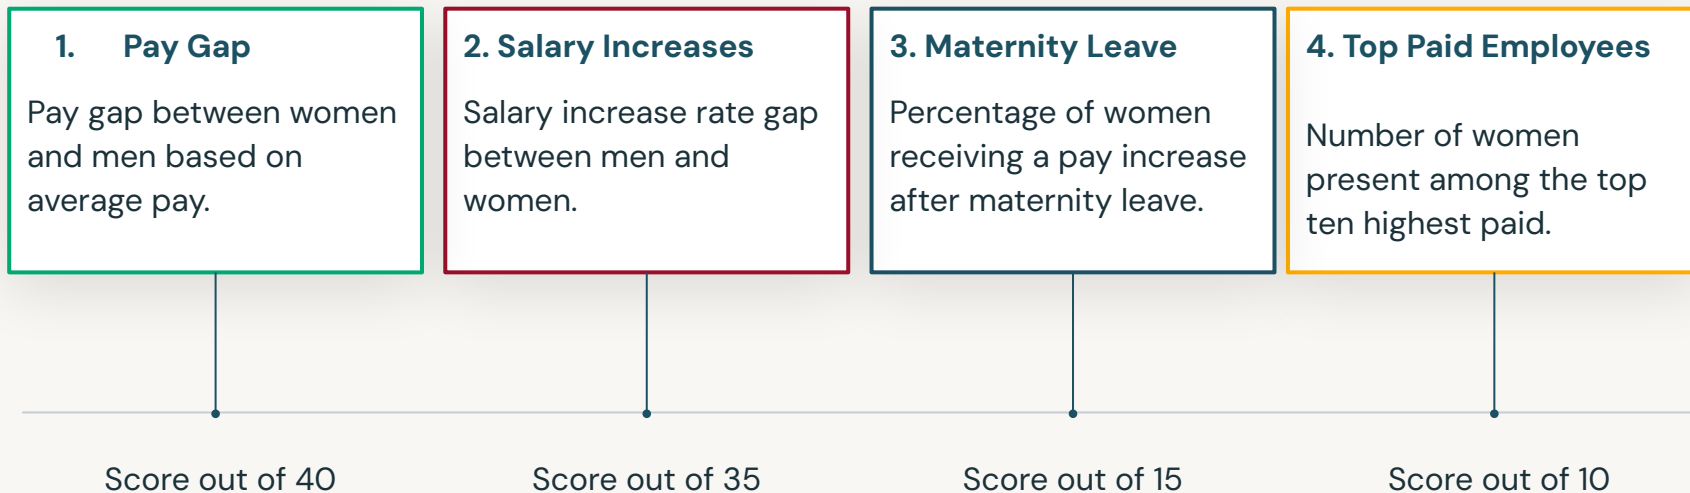 1. Pay Gap
Pay gap between women
and men based on
average pay.
2. Salary Increases
Salary increase rate gap
between men and
women.
3. Maternity Leave
Percentage of women
receiving a pay increase
after maternity leave.
4. Top Paid Employees
Number of women
present among the top
ten highest paid.
Score out of 40
Score out of 35
Score out of 15
Score out of 10